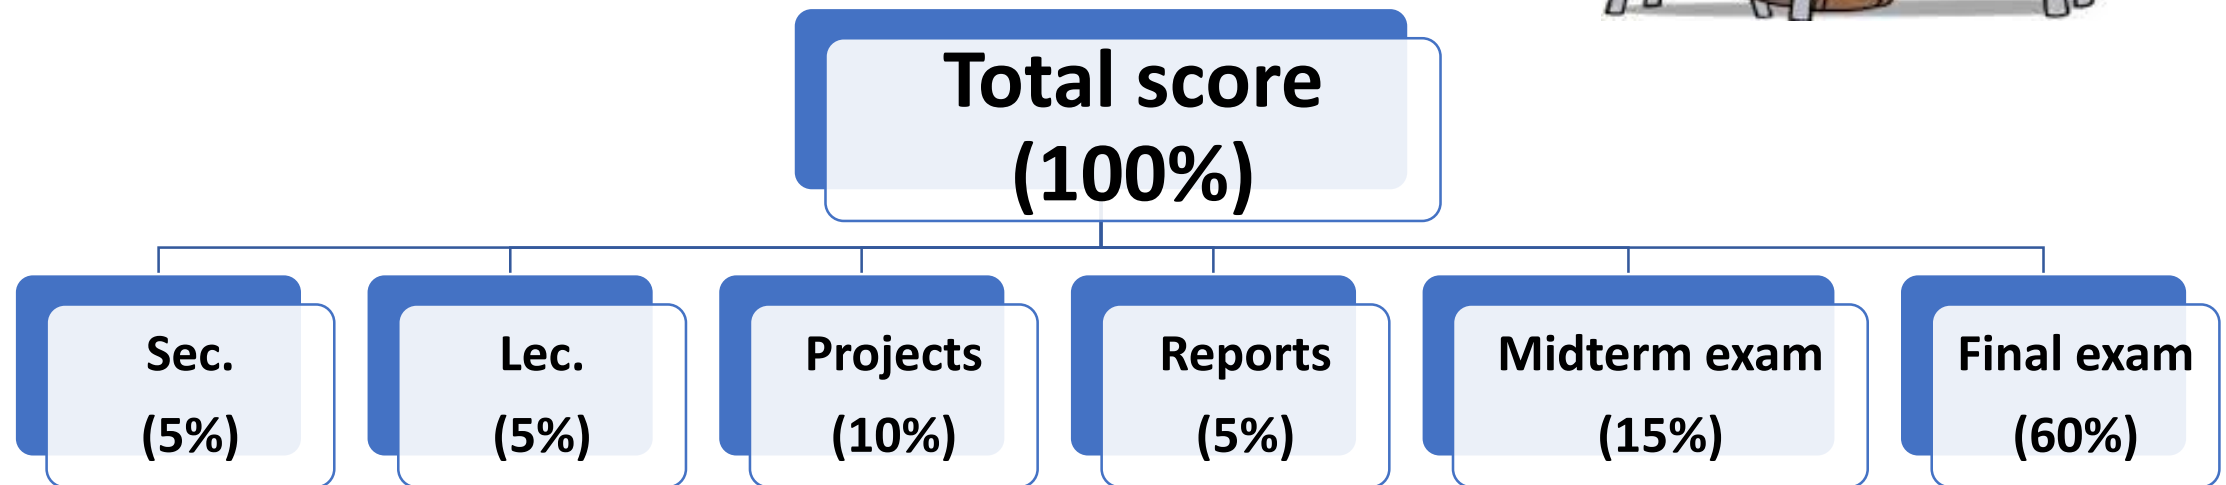 Total score
(100%)
Sec.
(5%)
Lec.
(5%)
Projects
(10%)
Reports
(5%)
Midterm exam
(15%)
Final exam
(60%)